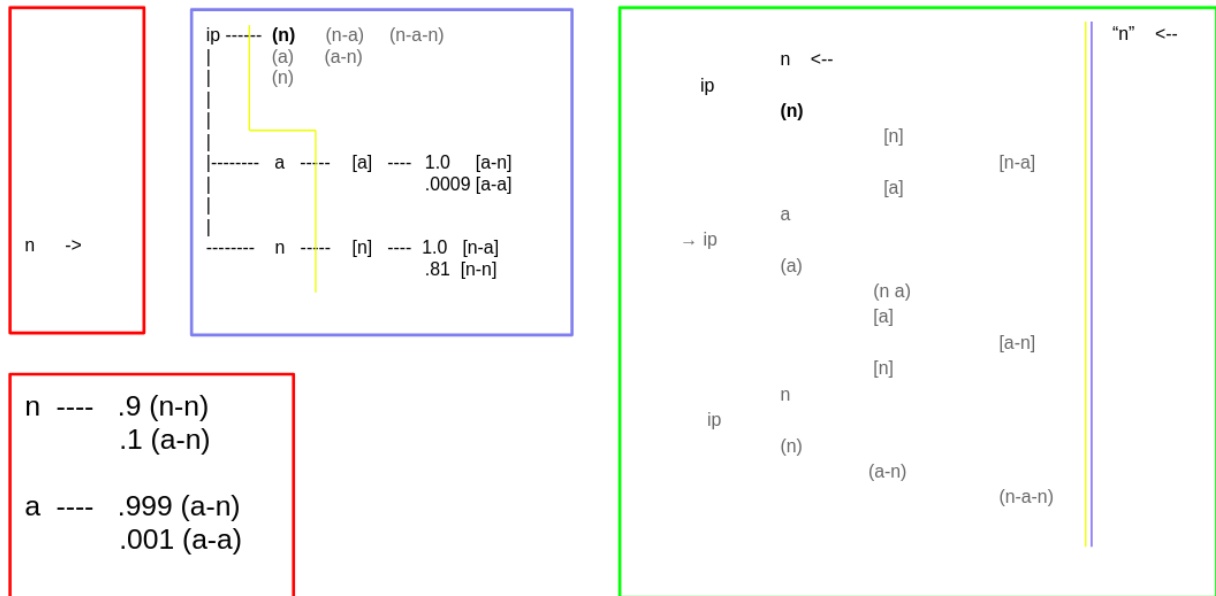 n ->
ip ------ (n) (n-a) (n-a-n)
(a) (a-n)
(n)
|-------- a ----- [a] ---- 1.0 [a-n]
.0009 [a-a]
-------- n ----- [n] ---- 1.0 [n-a]
.81 [n-n]
n ---- .9 (n-n)
.1 (a-n)
a ---- .999 (a-n)
.001 (a-a)
“n” <--
n <--
ip
(n)
[n]
[n-a]
[a]
a
→ ip
(a)
(n a)
[a]
[a-n]
[n]
n
ip
(n)
(a-n)
(n-a-n)